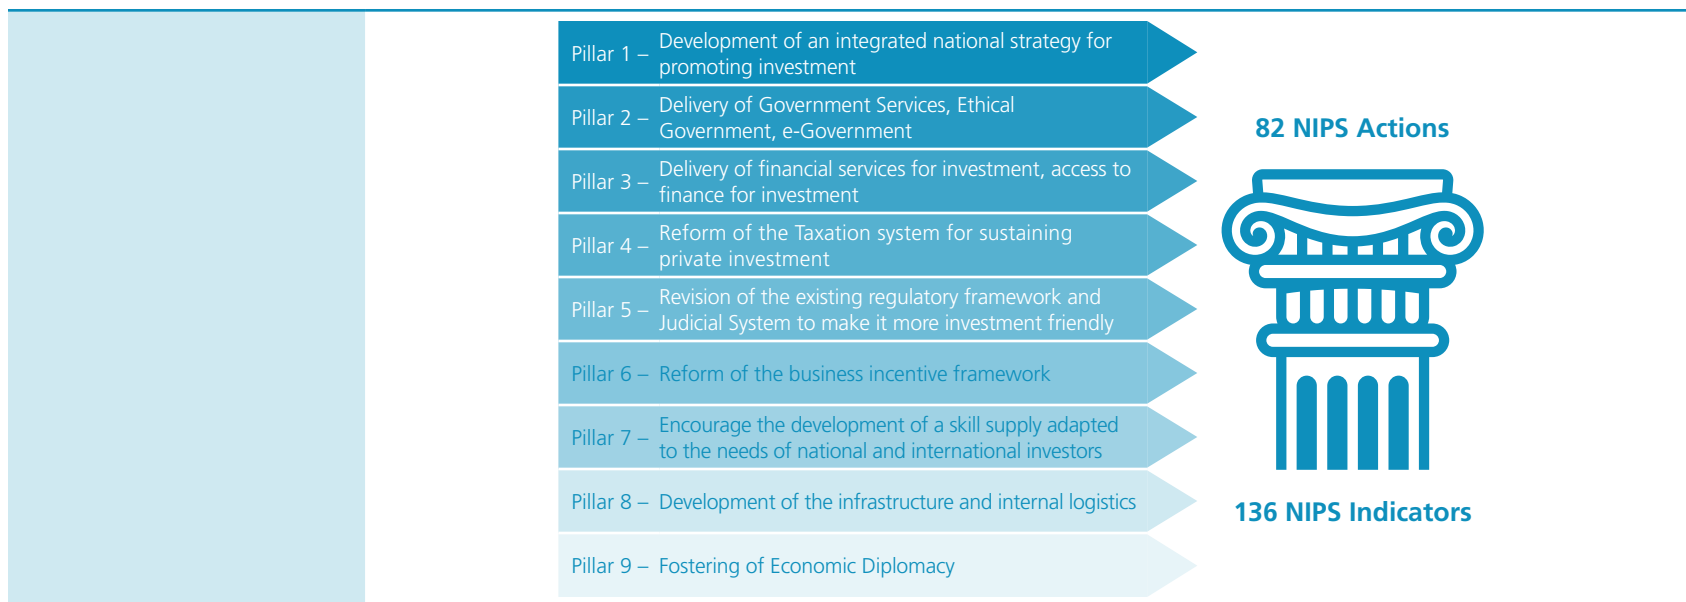 Pillar 1 – Development of an integrated national strategy for
promoting investment
Pillar 2 – Delivery of Government Services, Ethical
Government, e-Government
Pillar 3 – Delivery of financial services for investment, access to
finance for investment
Pillar 4 – Reform of the Taxation system for sustaining
private investment
Pillar 5 – Revision of the existing regulatory framework and
Judicial System to make it more investment friendly
Pillar 6 – Reform of the business incentive framework
Pillar 7 – Encourage the development of a skill supply adapted
to the needs of national and international investors
Pillar 8 – Development of the infrastructure and internal logistics
Pillar 9 – Fostering of Economic Diplomacy
82 NIPS Actions
136 NIPS Indicators